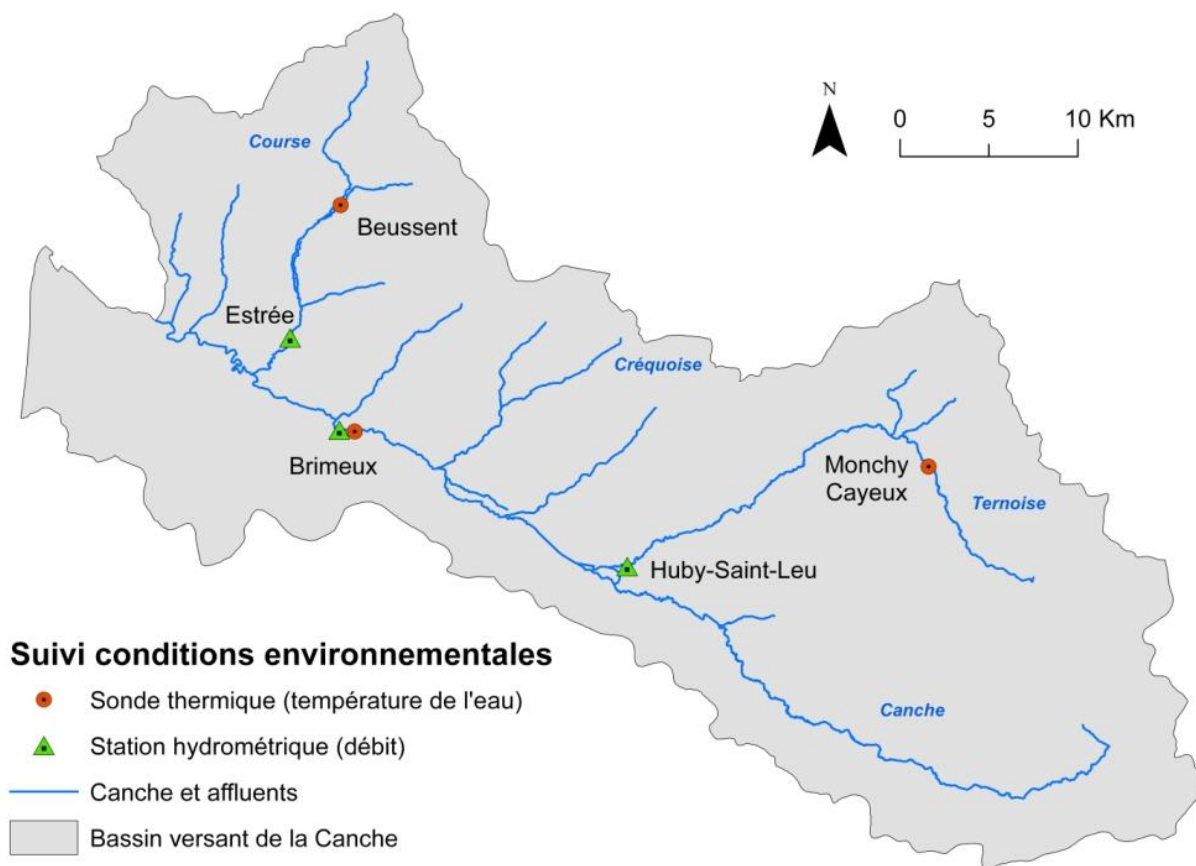 N
0 5 10 Km
Course
Beussent
Estrée
Créquoise
Brimeux
Monchy
Cayeux
Ternoise
Huby-Saint-Leu
Canche
Suivi conditions environnementales
Sonde thermique (température de l'eau)
Station hydrométrique (débit)
Canche et affluents
Bassin versant de la Canche